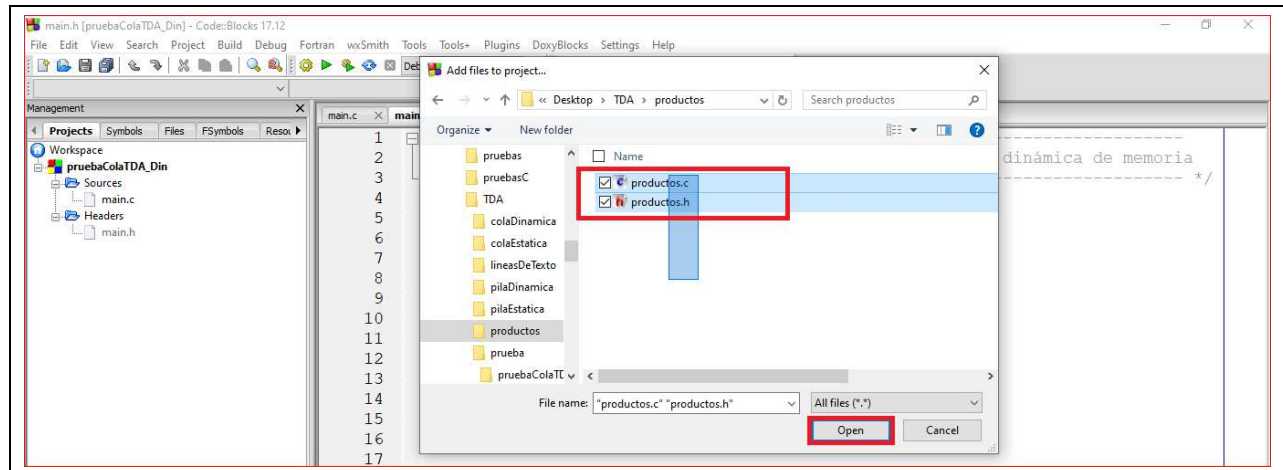 main.h [pruebaColaTDA_Din] - Code::Blocks 17.12
File Edit View Search Project Build Debug Fortran wxSmith Tools Tools+ Plugins DoxyBlocks Settings Help
Management
Projects Symbols Files FSymbols
Workspace
pruebaColaTDA_Din
Sources
main.c
Headers
main.h
main.c
1
2 dinámica de memoria
3 */
4
5
6
7
8
9
10
11
12
13
14
15
16
17
Add files to project...
« Desktop > TDA > productos
Search productos
Organize New folder
pruebas
pruebasC
TDA
colaDinamica
colaEstatica
lineasDeTexto
pilaDinamica
pilaEstatica
productos
prueba
Name
productos.c
productos.h
File name: "productos.c" "productos.h" All files (*.*)
Open Cancel